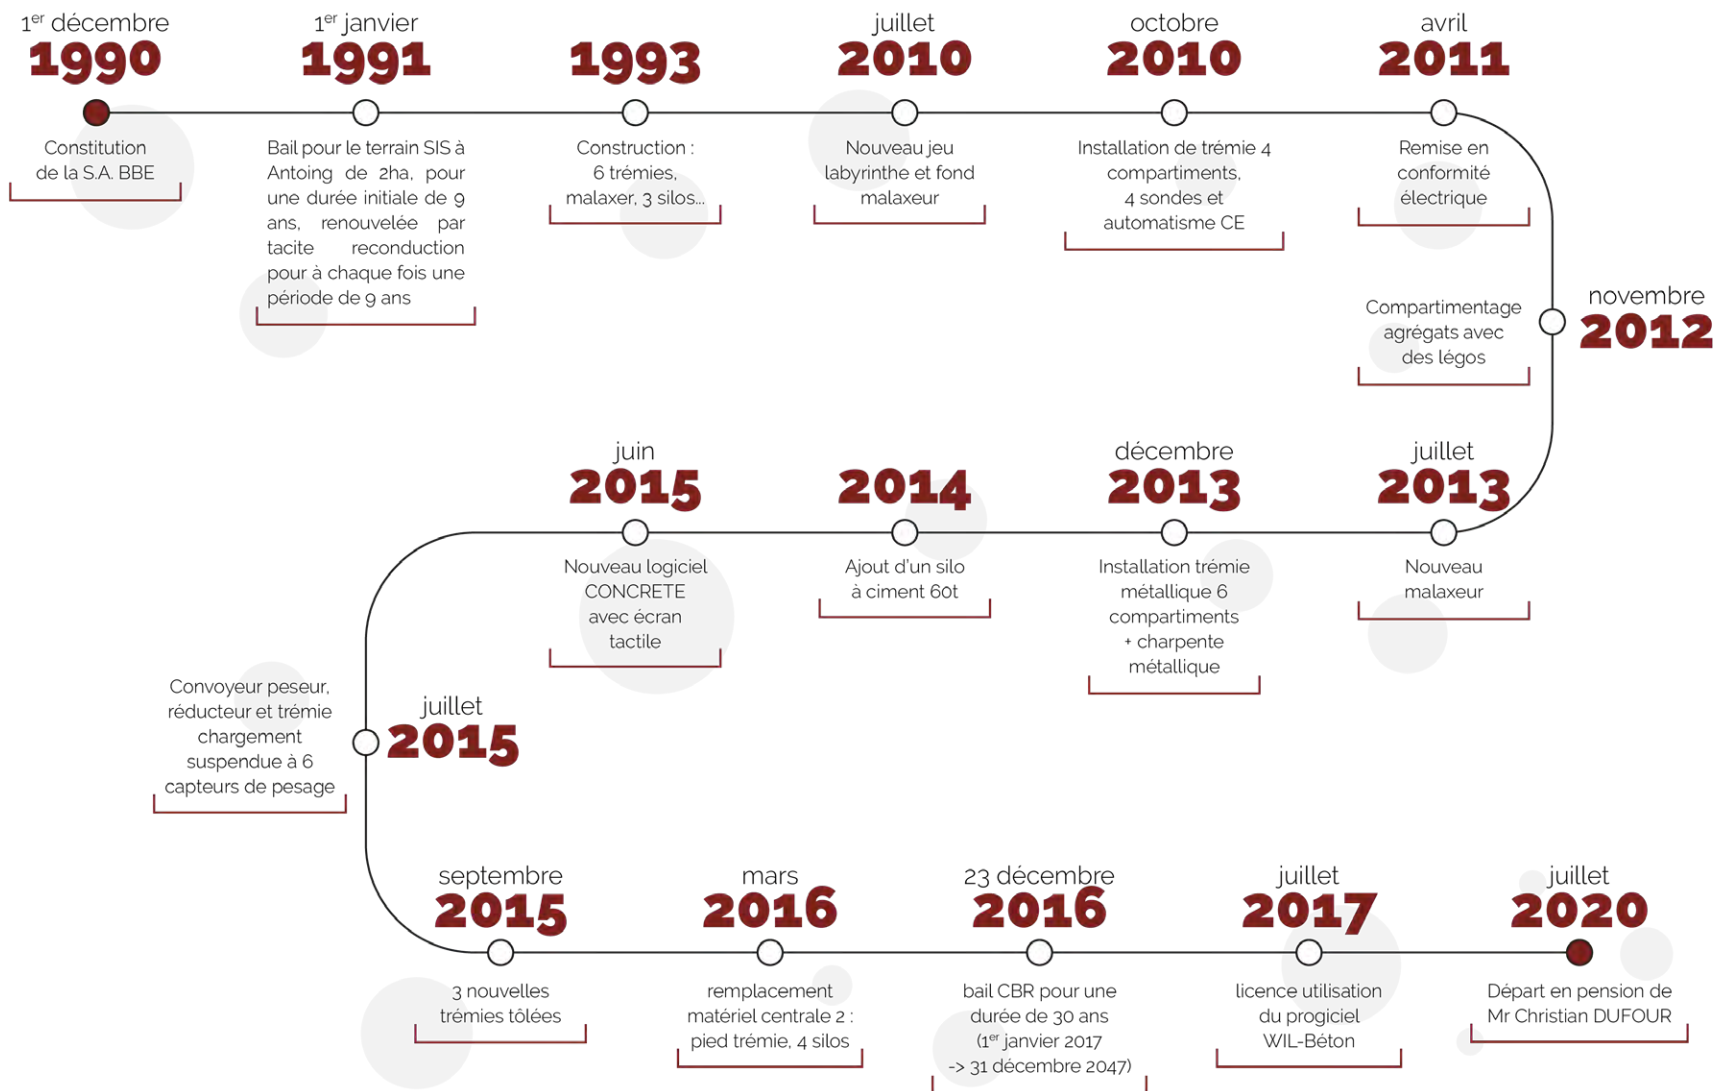 1er décembre
1990
Constitution
de la S.A. BBE
1er janvier
1991
Bail pour le terrain SIS à
Antoing de 2ha, pour
une durée initiale de 9
ans, renouvelée par
tacite reconduction
pour à chaque fois une
période de 9 ans
1993
Construction :
6 trémies,
malaxer, 3 silos...
juillet
2010
Nouveau jeu
labyrinthe et fond
malaxeur
octobre
2010
Installation de trémie 4
compartiments,
4 sondes et
automatisme CE
avril
2011
Remise en
conformité
électrique
novembre
2012
Compartimentage
agrégats avec
des légos
juillet
2013
Nouveau
malaxeur
décembre
2013
Installation trémie
métallique 6
compartiments
+ charpente
métallique
2014
Ajout d'un silo
à ciment 60t
juin
2015
Nouveau logiciel
CONCRETE
avec écran
tactile
juillet
2015
Convoyeur peseur,
réducteur et trémie
chargement
suspendue à 6
capteurs de pesage
septembre
2015
3 nouvelles
trémies tôlées
mars
2016
remplacement
matériel centrale 2 :
pied trémie, 4 silos
23 décembre
2016
bail CBR pour une
durée de 30 ans
(1er janvier 2017
-> 31 décembre 2047)
juillet
2017
licence utilisation
du progiciel
WIL-Béton
juillet
2020
Départ en pension de
Mr Christian DUFOUR